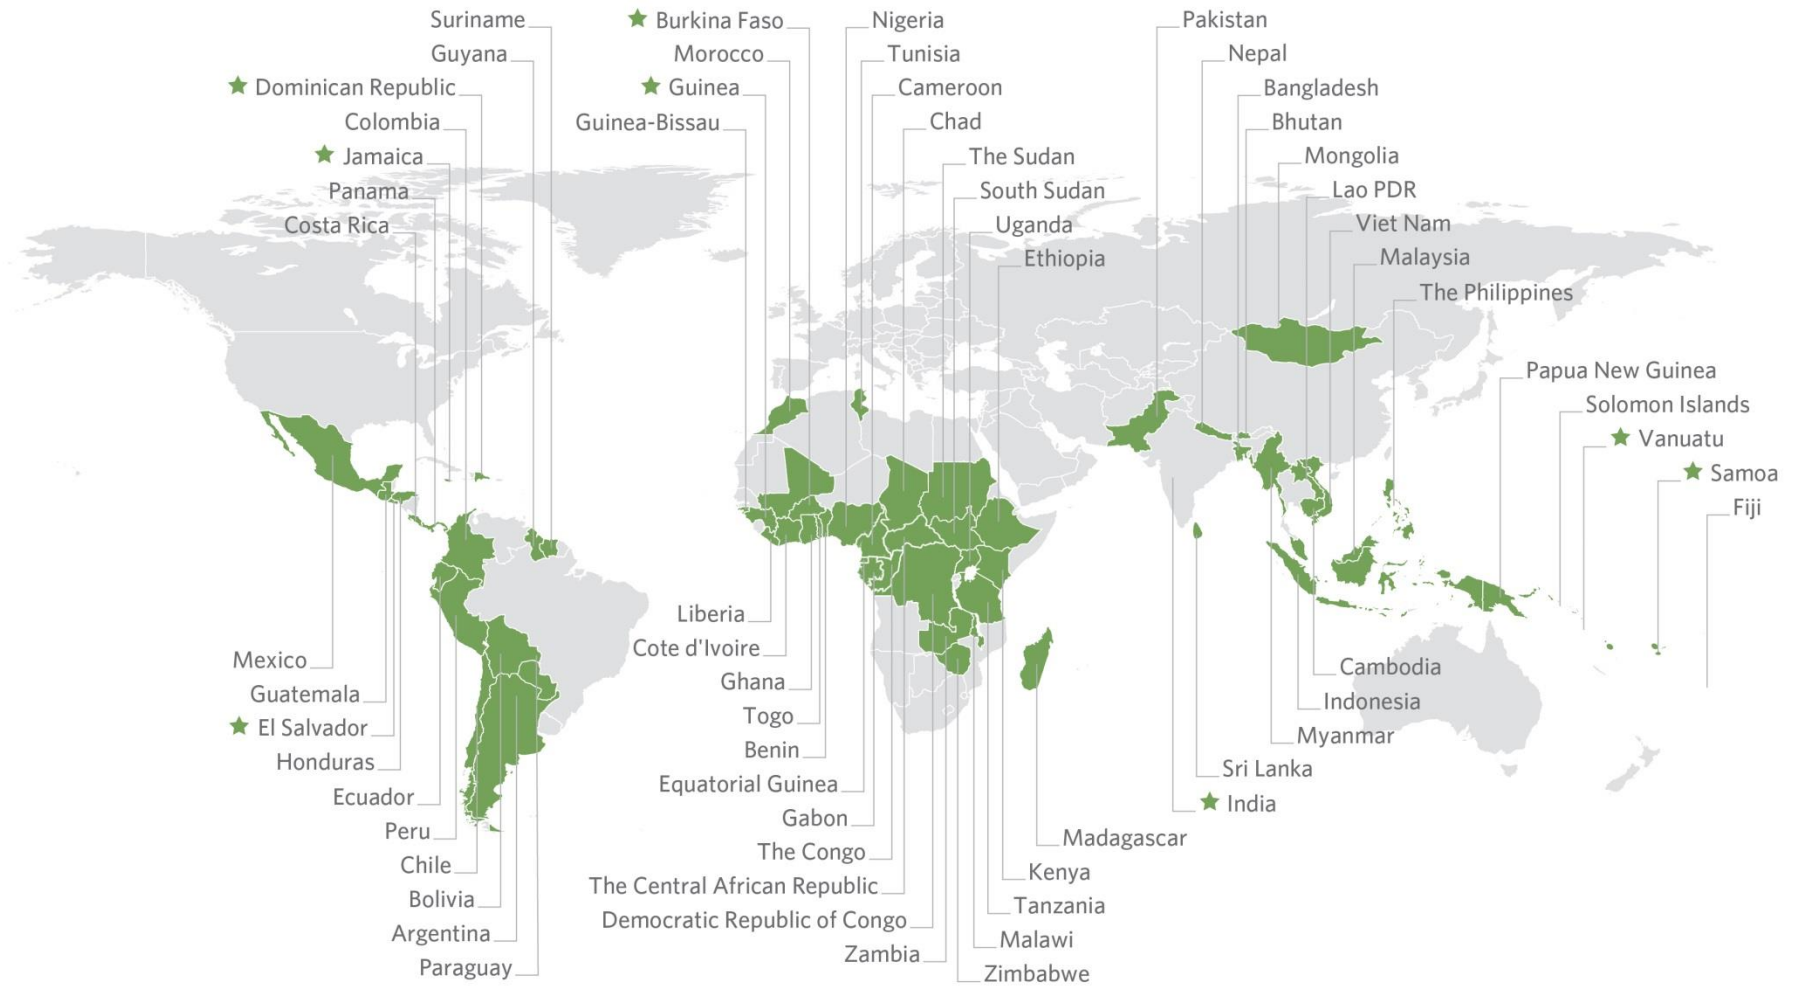 Suriname
Guyana
★ Dominican Republic
Colombia
★ Jamaica
Panama
Costa Rica
★ Burkina Faso
Morocco
★ Guinea
Guinea-Bissau
Nigeria
Tunisia
Cameroon
Chad
The Sudan
South Sudan
Uganda
Ethiopia
Pakistan
Nepal
Bangladesh
Bhutan
Mongolia
Lao PDR
Viet Nam
Malaysia
The Philippines
Papua New Guinea
Solomon Islands
★ Vanuatu
★ Samoa
Fiji
Mexico
Guatemala
★ El Salvador
Honduras
Ecuador
Peru
Chile
Bolivia
Argentina
Paraguay
Liberia
Cote d'Ivoire
Ghana
Togo
Benin
Equatorial Guinea
Gabon
The Congo
The Central African Republic
Democratic Republic of Congo
Zambia
Madagascar
Kenya
Tanzania
Malawi
Zimbabwe
Cambodia
Indonesia
Myanmar
Sri Lanka
★ India